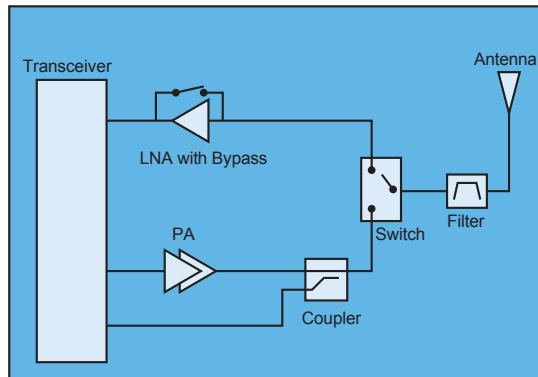 Transceiver
Antenna
LNA with Bypass
Switch
Filter
PA
Coupler